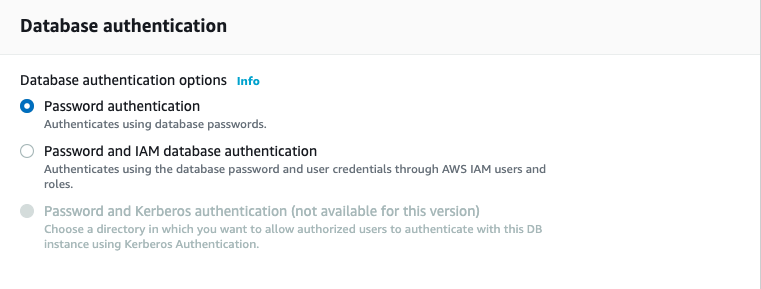 Database authentication
Database authentication options Info
Password authentication
Authenticates using database passwords.
Password and IAM database authentication
Authenticates using the database password and user credentials through AWS IAM users and
roles.
Password and Kerberos authentication (not available for this version)
Choose a directory in which you want to allow authorized users to authenticate with this DB
instance using Kerberos Authentication.